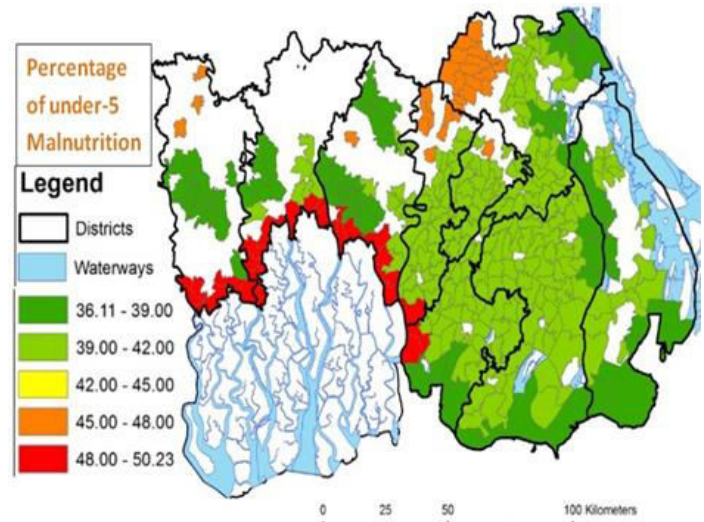 Percentage
of under-5
Malnutrition
Legend
Districts
Waterways
36.11 - 39.00
39.00 - 42.00
42.00 - 45.00
45.00 - 48.00
48.00 - 50.23
0 25 50 100 Kilometers